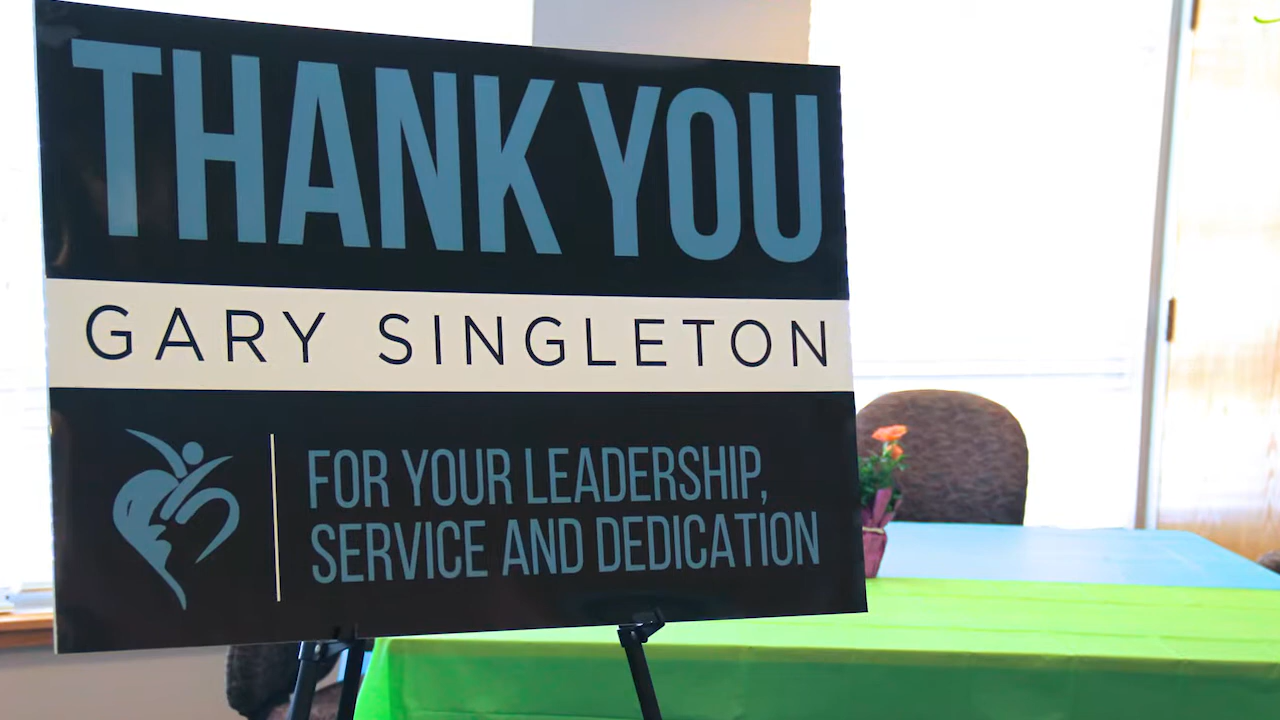 THANK YOU
GARY SINGLETON
FOR YOUR LEADERSHIP,
SERVICE AND DEDICATION